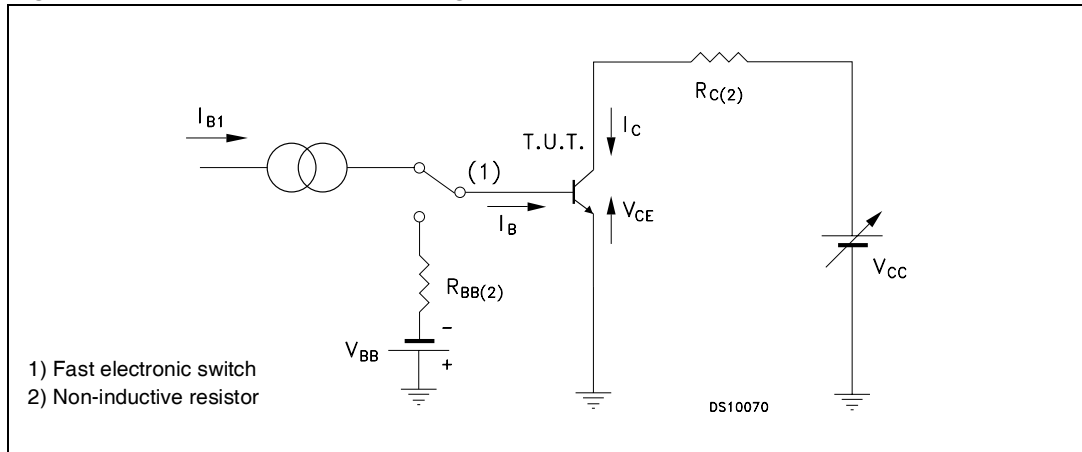 I_B1
R_C(2)
T.U.T.
I_C
(1)
I_B
V_CE
V_CC
R_BB(2)
V_BB
-
+
1) Fast electronic switch
2) Non-inductive resistor
DS10070